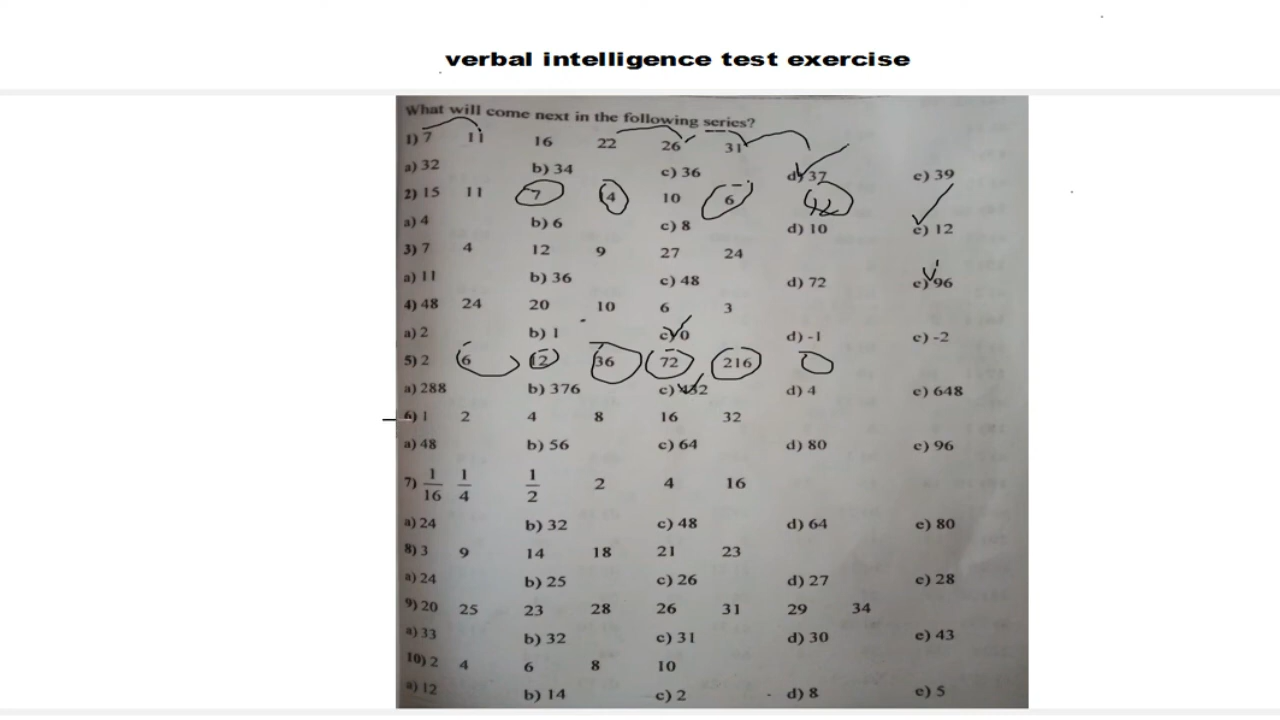 verbal intelligence test exercise
What will come next in the following series?
1) 7 11 16 22 26 31
a) 32 b) 34 c) 36 d) 37 e) 39
2) 15 11 7 14 10 6 12
a) 4 b) 6 c) 8 d) 10 e) 12
3) 7 4 12 9 27 24
a) 11 b) 36 c) 48 d) 72 e) 96
4) 48 24 20 10 6 3
a) 2 b) 1 c) 0 d) -1 e) -2
5) 2 6 12 36 72 216
a) 288 b) 376 c) 432 d) 4 e) 648
6) 1 2 4 8 16 32
a) 48 b) 56 c) 64 d) 80 e) 96
7) 1/16 1/4 1/2 2 4 16
a) 24 b) 32 c) 48 d) 64 e) 80
8) 3 9 14 18 21 23
a) 24 b) 25 c) 26 d) 27 e) 28
9) 20 25 23 28 26 31 29 34
a) 33 b) 32 c) 31 d) 30 e) 43
10) 2 4 6 8 10
a) 12 b) 14 c) 2 d) 8 e) 5